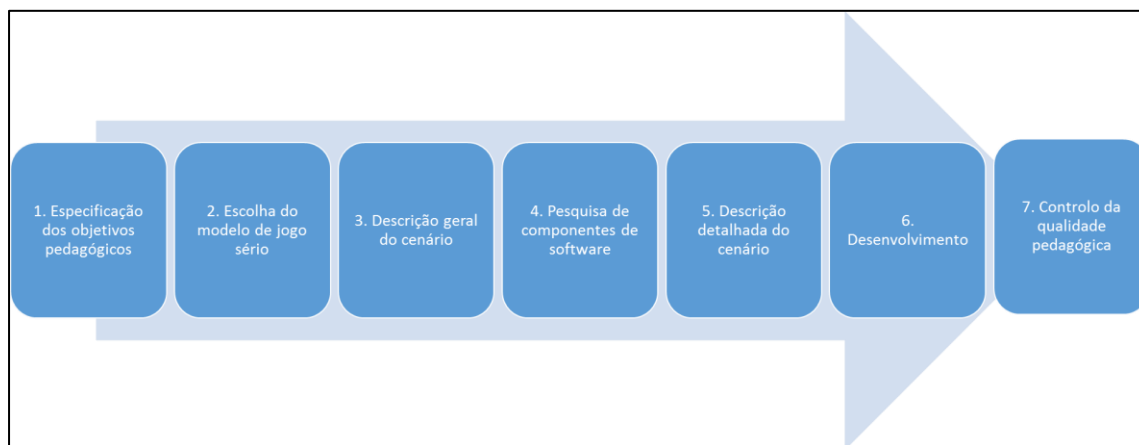 1. Especificação
dos objetivos
pedagógicos
2. Escolha do
modelo de jogo
sério
3. Descrição geral
do cenário
4. Pesquisa de
componentes de
software
5. Descrição
detalhada do
cenário
6.
Desenvolvimento
7. Controlo da
qualidade
pedagógica